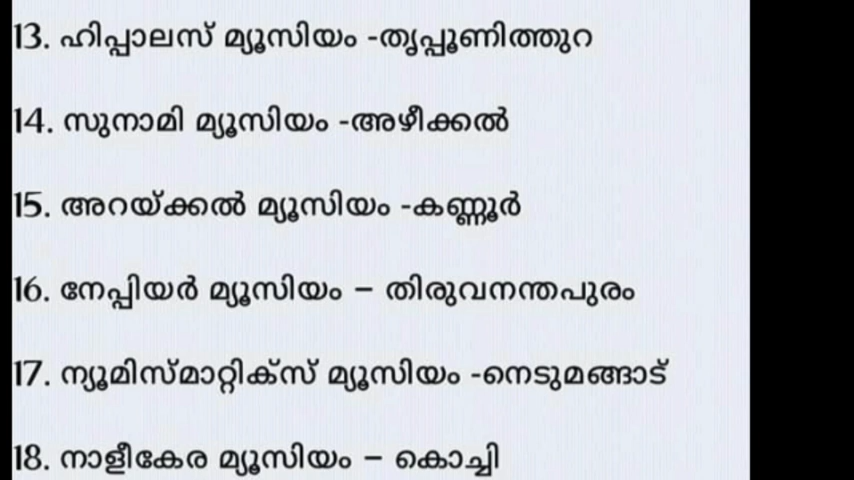 13. ഹിപ്പാലസ് മ്യൂസിയം -തൃപ്പൂണിത്തുറ
14. സുനാമി മ്യൂസിയം -അഴീക്കൽ
15. അറയ്ക്കൽ മ്യൂസിയം -കണ്ണൂർ
16. നേപ്പിയർ മ്യൂസിയം – തിരുവനന്തപുരം
17. ന്യൂമിസ്മാറ്റിക്സ് മ്യൂസിയം -നെടുമങ്ങാട്
18. നാളീകേര മ്യൂസിയം – കൊച്ചി